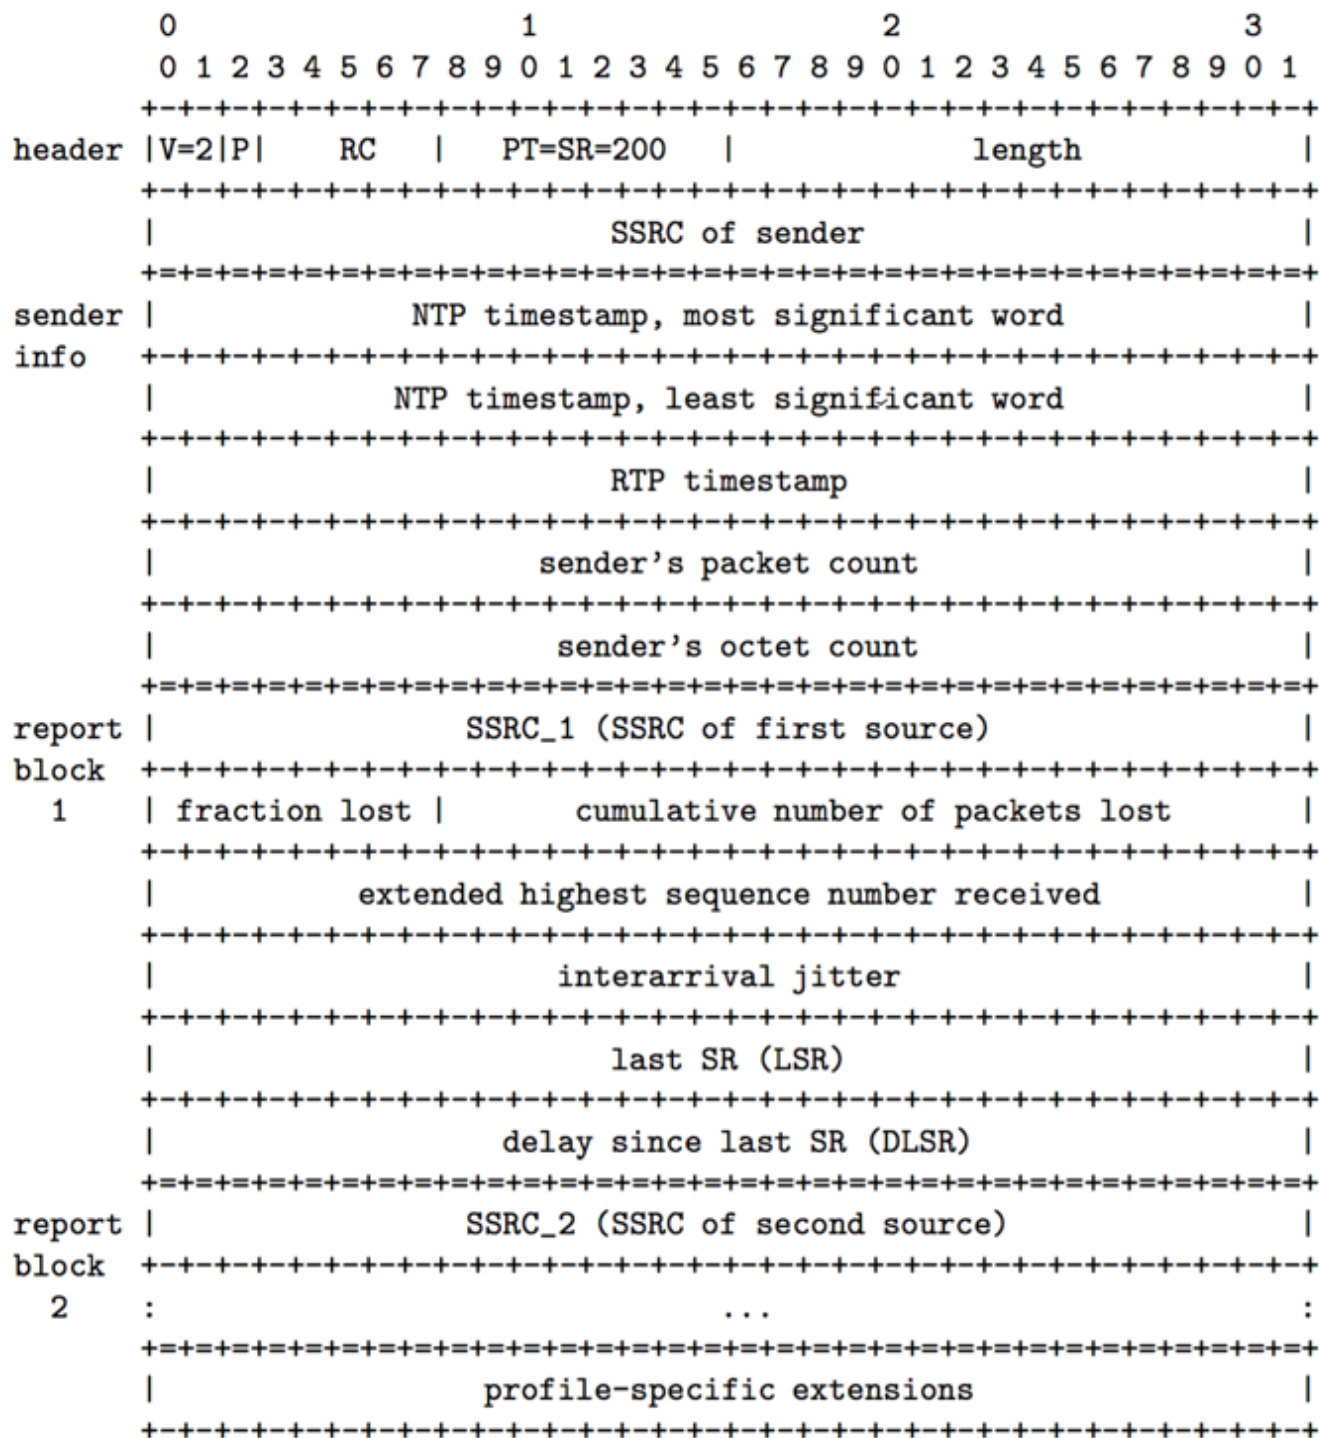 0                   1                   2                   3
0 1 2 3 4 5 6 7 8 9 0 1 2 3 4 5 6 7 8 9 0 1 2 3 4 5 6 7 8 9 0 1
+-+-+-+-+-+-+-+-+-+-+-+-+-+-+-+-+-+-+-+-+-+-+-+-+-+-+-+-+-+-+-+-+
header |V=2|P|    RC   |   PT=SR=200   |             length            |
+-+-+-+-+-+-+-+-+-+-+-+-+-+-+-+-+-+-+-+-+-+-+-+-+-+-+-+-+-+-+-+-+
|                         SSRC of sender                        |
+=+=+=+=+=+=+=+=+=+=+=+=+=+=+=+=+=+=+=+=+=+=+=+=+=+=+=+=+=+=+=+=+
sender |              NTP timestamp, most significant word             |
info   +-+-+-+-+-+-+-+-+-+-+-+-+-+-+-+-+-+-+-+-+-+-+-+-+-+-+-+-+-+-+-+-+
|             NTP timestamp, least significant word             |
+-+-+-+-+-+-+-+-+-+-+-+-+-+-+-+-+-+-+-+-+-+-+-+-+-+-+-+-+-+-+-+-+
|                         RTP timestamp                         |
+-+-+-+-+-+-+-+-+-+-+-+-+-+-+-+-+-+-+-+-+-+-+-+-+-+-+-+-+-+-+-+-+
|                     sender’s packet count                     |
+-+-+-+-+-+-+-+-+-+-+-+-+-+-+-+-+-+-+-+-+-+-+-+-+-+-+-+-+-+-+-+-+
|                      sender’s octet count                     |
+=+=+=+=+=+=+=+=+=+=+=+=+=+=+=+=+=+=+=+=+=+=+=+=+=+=+=+=+=+=+=+=+
report |                 SSRC_1 (SSRC of first source)                 |
block  +-+-+-+-+-+-+-+-+-+-+-+-+-+-+-+-+-+-+-+-+-+-+-+-+-+-+-+-+-+-+-+-+
1    | fraction lost |       cumulative number of packets lost       |
+-+-+-+-+-+-+-+-+-+-+-+-+-+-+-+-+-+-+-+-+-+-+-+-+-+-+-+-+-+-+-+-+
|           extended highest sequence number received           |
+-+-+-+-+-+-+-+-+-+-+-+-+-+-+-+-+-+-+-+-+-+-+-+-+-+-+-+-+-+-+-+-+
|                      interarrival jitter                      |
+-+-+-+-+-+-+-+-+-+-+-+-+-+-+-+-+-+-+-+-+-+-+-+-+-+-+-+-+-+-+-+-+
|                         last SR (LSR)                         |
+-+-+-+-+-+-+-+-+-+-+-+-+-+-+-+-+-+-+-+-+-+-+-+-+-+-+-+-+-+-+-+-+
|                   delay since last SR (DLSR)                  |
+=+=+=+=+=+=+=+=+=+=+=+=+=+=+=+=+=+=+=+=+=+=+=+=+=+=+=+=+=+=+=+=+
report |                 SSRC_2 (SSRC of second source)                |
block  +-+-+-+-+-+-+-+-+-+-+-+-+-+-+-+-+-+-+-+-+-+-+-+-+-+-+-+-+-+-+-+-+
2    :                               ...                             :
+=+=+=+=+=+=+=+=+=+=+=+=+=+=+=+=+=+=+=+=+=+=+=+=+=+=+=+=+=+=+=+=+
|                  profile-specific extensions                  |
+-+-+-+-+-+-+-+-+-+-+-+-+-+-+-+-+-+-+-+-+-+-+-+-+-+-+-+-+-+-+-+-+